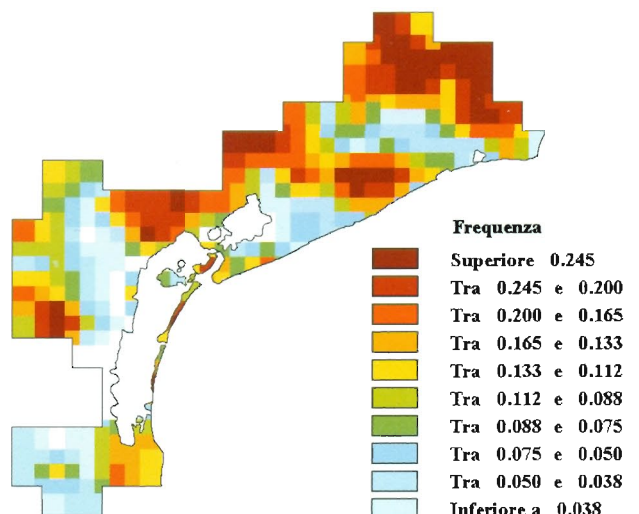 Frequenza
Superiore 0.245
Tra 0.245 e 0.200
Tra 0.200 e 0.165
Tra 0.165 e 0.133
Tra 0.133 e 0.112
Tra 0.112 e 0.088
Tra 0.088 e 0.075
Tra 0.075 e 0.050
Tra 0.050 e 0.038
Inferiore a 0.038